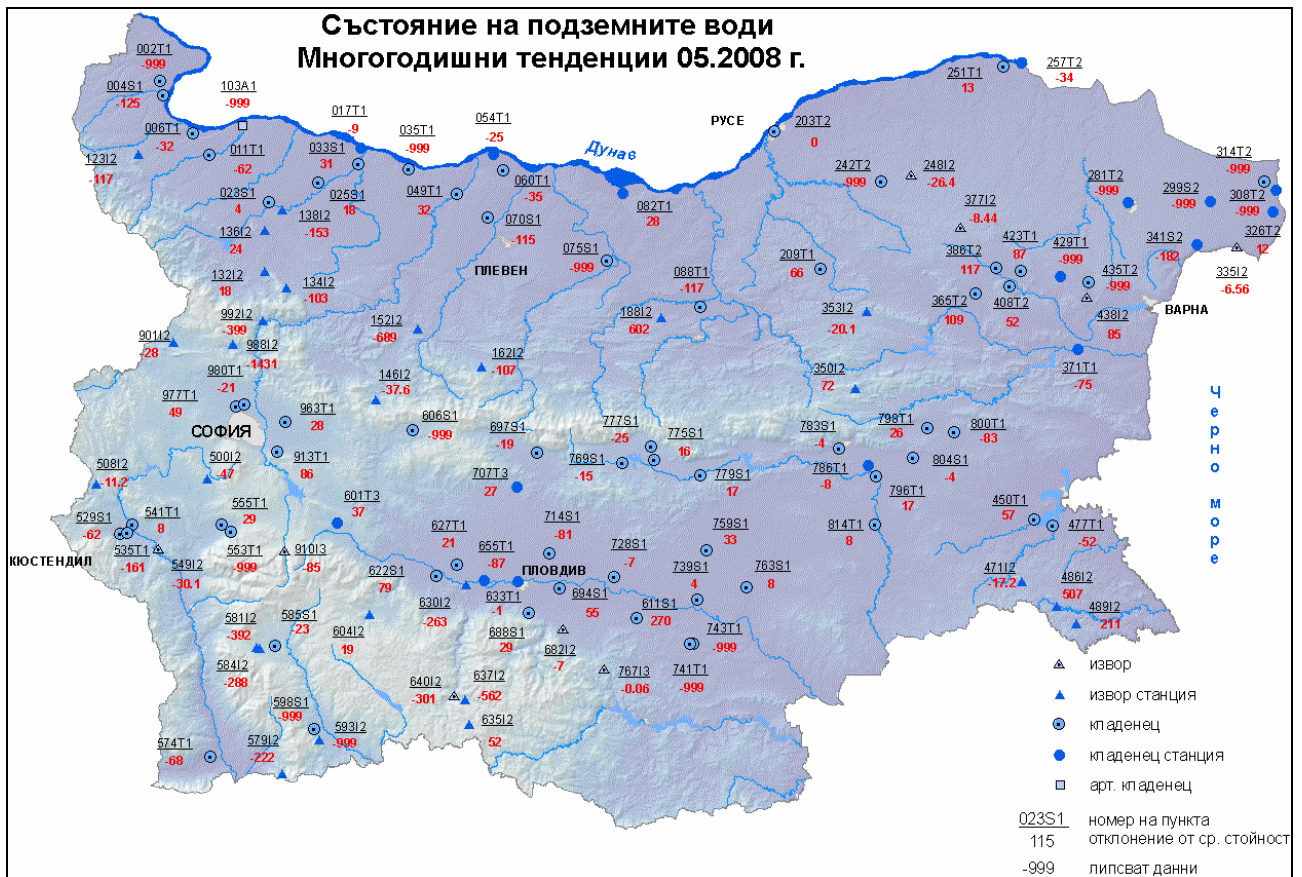 Състояние на подземните води
Многогодишни тенденции 05.2008 г.
002T1
-999
004S1
-125
103A1
-999
006T1
-32
011T1
-62
123I2
-117
017T1
-9
033S1
31
035T1
-999
054T1
-25
023S1
4
025T1
18
049T1
32
060T1
-35
138I2
-153
136I2
24
070S1
-115
082T1
28
132I2
18
134I2
-103
ПЛЕВЕН
075S1
-999
088T1
-117
992I2
-399
152I2
-689
188I2
602
901I2
-28
988I2
-1431
162I2
-107
146I2
-37.6
Дунав
РУСЕ
203T2
0
251T1
13
257T2
-34
242T2
-999
248I2
-26.4
377I2
-8.44
281T2
-999
299S2
-999
314T2
-999
308T2
-999
326T2
12
341S2
-182
335I2
-6.56
209T1
66
386T2
117
423T1
87
429T1
-999
435T2
-999
365T2
109
408T2
52
438I2
85
353I2
-20.1
ВАРНА
371T1
-75
350I2
72
980T1
-21
977T1
49
963T1
28
СОФИЯ
606S1
-999
697S1
-19
777S1
-25
775S1
16
783S1
-4
798T1
26
800T1
-83
500I2
-47
913T1
86
769S1
-15
779S1
17
786T1
-8
804S1
-4
796T1
17
508I2
-11.2
707T3
27
601T3
37
529S1
-62
541T1
8
555T1
29
535T1
-161
553T1
-999
549I2
-30.1
910I3
-85
КЮСТЕНДИЛ
627T1
21
655T1
-87
714S1
-81
728S1
-7
759S1
33
814T1
8
450T1
57
477T1
-52
622S1
79
ПЛОВДИВ
739S1
4
763S1
8
471I2
-17.2
486I2
507
489I2
211
630I2
-263
633T1
-1
694S1
55
611S1
270
581I2
-392
585S1
-23
604I2
19
688S1
29
682I2
-7
743T1
-999
584I2
-288
640I2
-301
637I2
-562
767I3
-0.06
741T1
-999
598S1
-999
593I2
-999
635I2
52
574T1
-68
579I2
-222
Черно море
извор
извор станция
кладенец
кладенец станция
арт. кладенец
023S1 номер на пункта
115 отклонение от ср. стойност
-999 липсват данни